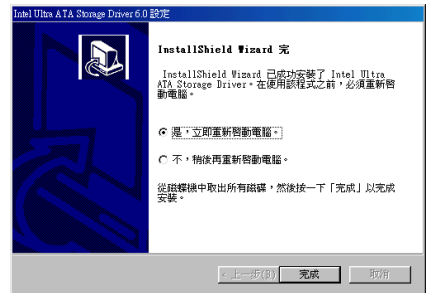 Intel Ultra ATA Storage Driver 6.0 設定
InstallShield Wizard 完
InstallShield Wizard 已成功安裝了 Intel Ultra
ATA Storage Driver。在使用該程式之前，必須重新啓
動電腦。
是，立即重新啓動電腦。
不，稍後再重新啓動電腦。
從磁碟機中取出所有磁碟，然後按一下「完成」以完成
安裝。
< 上一步(B)
完成
取消